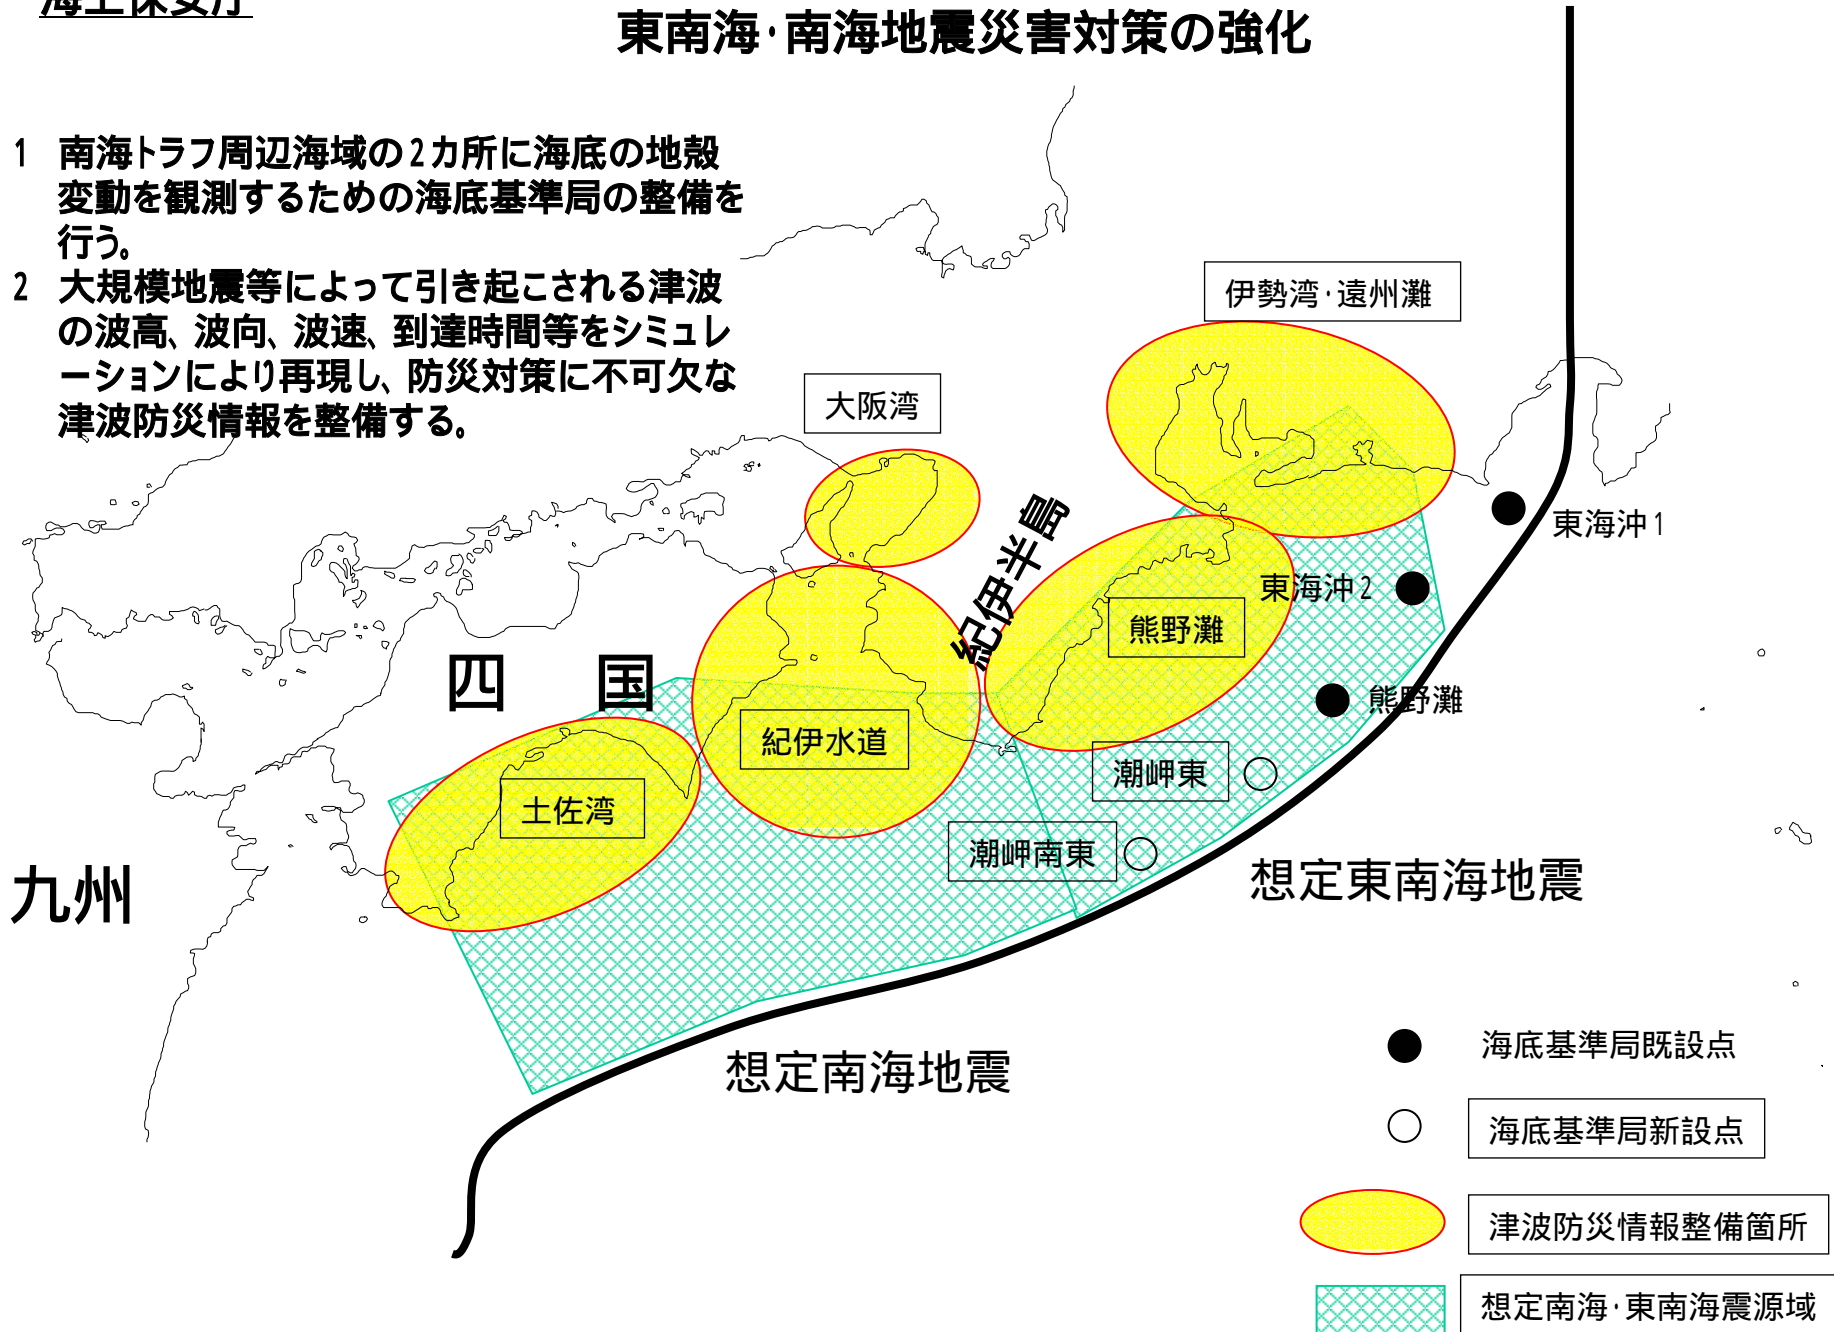 海上保安庁
東南海・南海地震災害対策の強化
1 南海トラフ周辺海域の2カ所に海底の地殻
変動を観測するための海底基準局の整備を
行う。
2 大規模地震等によって引き起こされる津波
の波高、波向、波速、到達時間等をシミュレ
ーションにより再現し、防災対策に不可欠な
津波防災情報を整備する。
伊勢湾・遠州灘
大阪湾
紀伊半島
東海沖1
東海沖2
熊野灘
四国
熊野灘
紀伊水道
潮岬東
土佐湾
潮岬南東
九州
想定東南海地震
想定南海地震
海底基準局既設点
海底基準局新設点
津波防災情報整備箇所
想定南海・東南海震源域